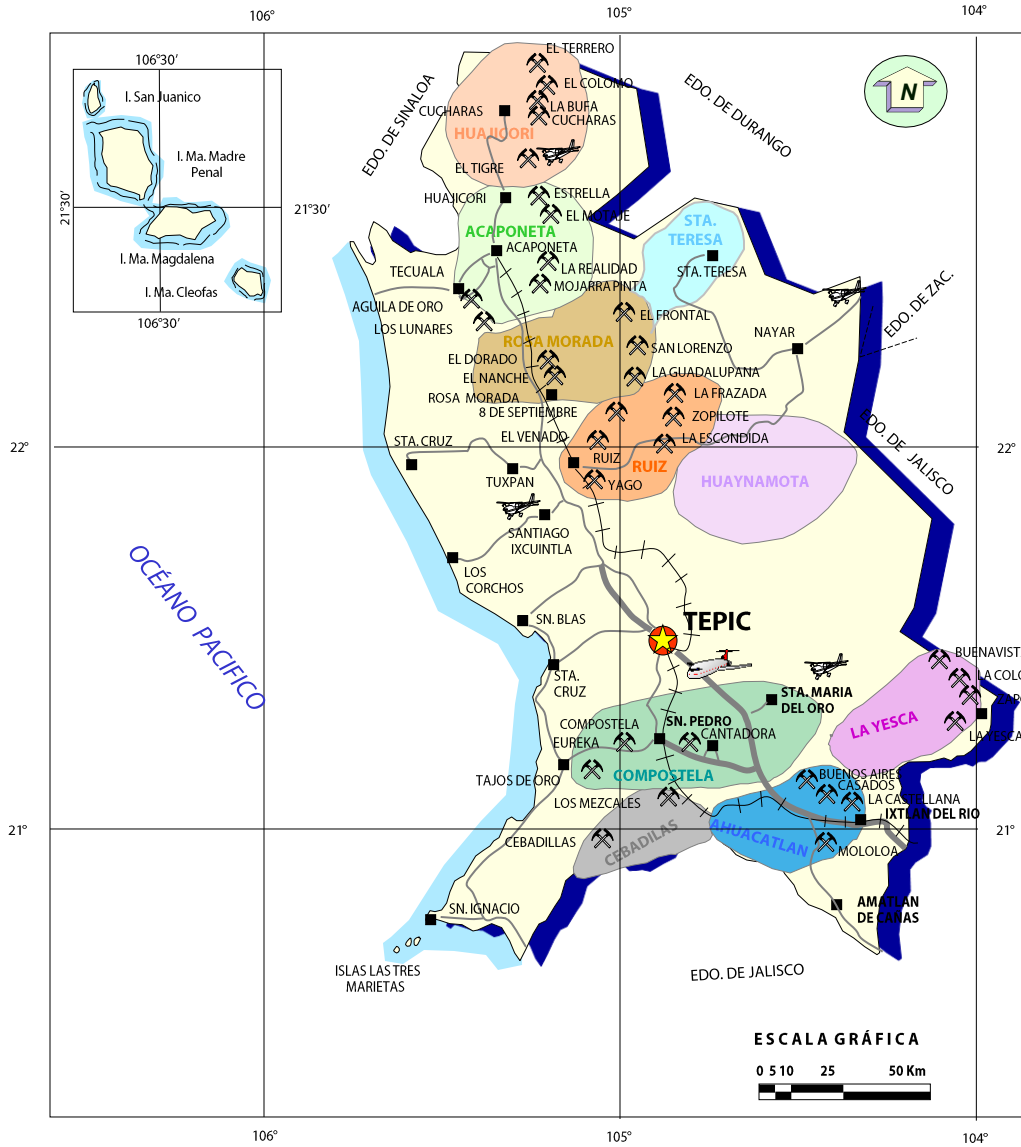 106°
105°
104°
106°30′
I. San Juanico
I. Ma. Madre
Penal
21°30′
21°30′
I. Ma. Magdalena
I. Ma. Cleofas
106°30′
EDO. DE SINALOA
EDO. DE DURANGO
N
EL TERRERO
EL COLOMO
LA BUFA
CUCHARAS
CUCHARAS
HUAJICORI
EL TIGRE
HUAJICORI
ESTRELLA
EL MOTAJE
ACAPONETA
ACAPONETA
STA.
TERESA
STA. TERESA
TECUALA
LA REALIDAD
MOJARRA PINTA
AGUILA DE ORO
LOS LUNARES
EL FRONTAL
EDO. DE ZAC.
NAYAR
ROSA MORADA
SAN LORENZO
EL DORADO
EL NANCHE
LA GUADALUPANA
ROSA MORADA
LA FRAZADA
8 DE SEPTIEMBRE
ZOPILOTE
EL VENADO
LA ESCONDIDA
EDO. DE JALISCO
22°
22°
STA. CRUZ
RUIZ
RUIZ
TUXPAN
YAGO
HUAYNAMOTA
SANTIAGO
IXCUINTLA
LOS
CORCHOS
OCÉANO PACIFICO
SN. BLAS
TEPIC
STA.
CRUZ
BUENAVIST
LA COLO
ZAPO
LA YESCA
LA YESCA
STA. MARIA
DEL ORO
COMPOSTELA
SN. PEDRO
CANTADORA
EUREKA
TAJOS DE ORO
COMPOSTELA
BUENOS AIRES
CASADOS
LA CASTELLANA
IXTLAN DEL RIO
LOS MEZCALES
21°
21°
CEBADILLAS
CEBADILAS
AHUACATLAN
MOLOLOA
AMATLAN
DE CAÑAS
SN. IGNACIO
ISLAS LAS TRES
MARIETAS
EDO. DE JALISCO
ESCALA GRÁFICA
0 5 10 25 50 Km
106°
105°
104°